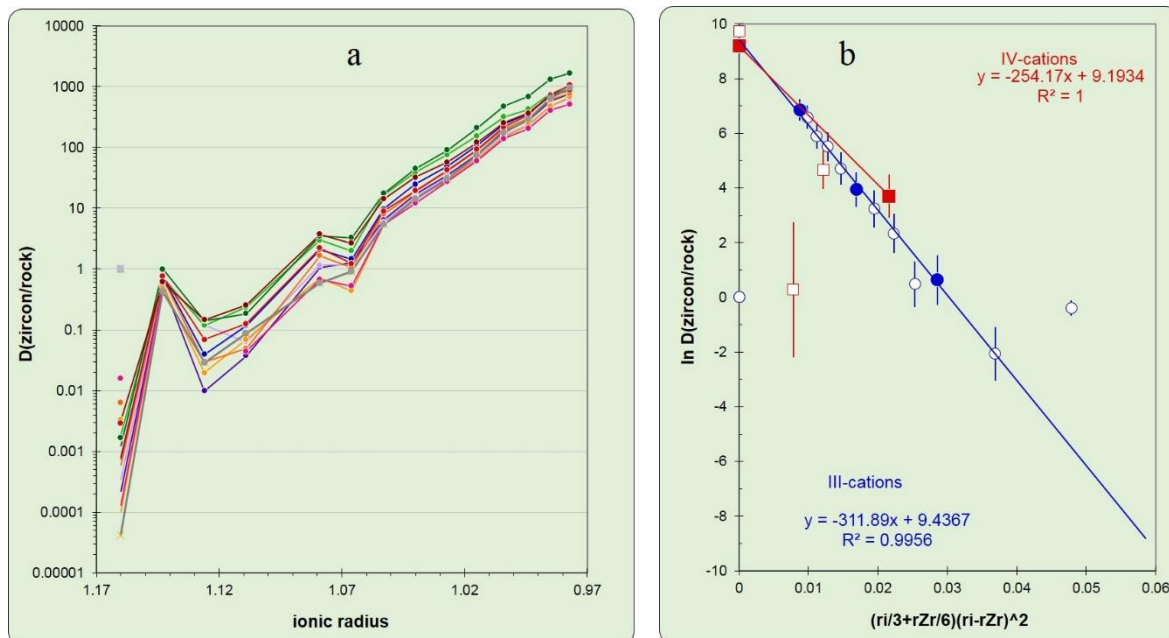 a
D(zircon/rock)
10000
1000
100
10
1
0.1
0.01
0.001
0.0001
0.00001
1.17
1.12
1.07
1.02
0.97
ionic radius
b
ln D(zircon/rock)
10
8
6
4
2
0
-2
-4
-6
-8
-10
IV-cations
y = -254.17x + 9.1934
R² = 1
III-cations
y = -311.89x + 9.4367
R² = 0.9956
0
0.01
0.02
0.03
0.04
0.05
0.06
(ri/3+rZr/6)(ri-rZr)^2